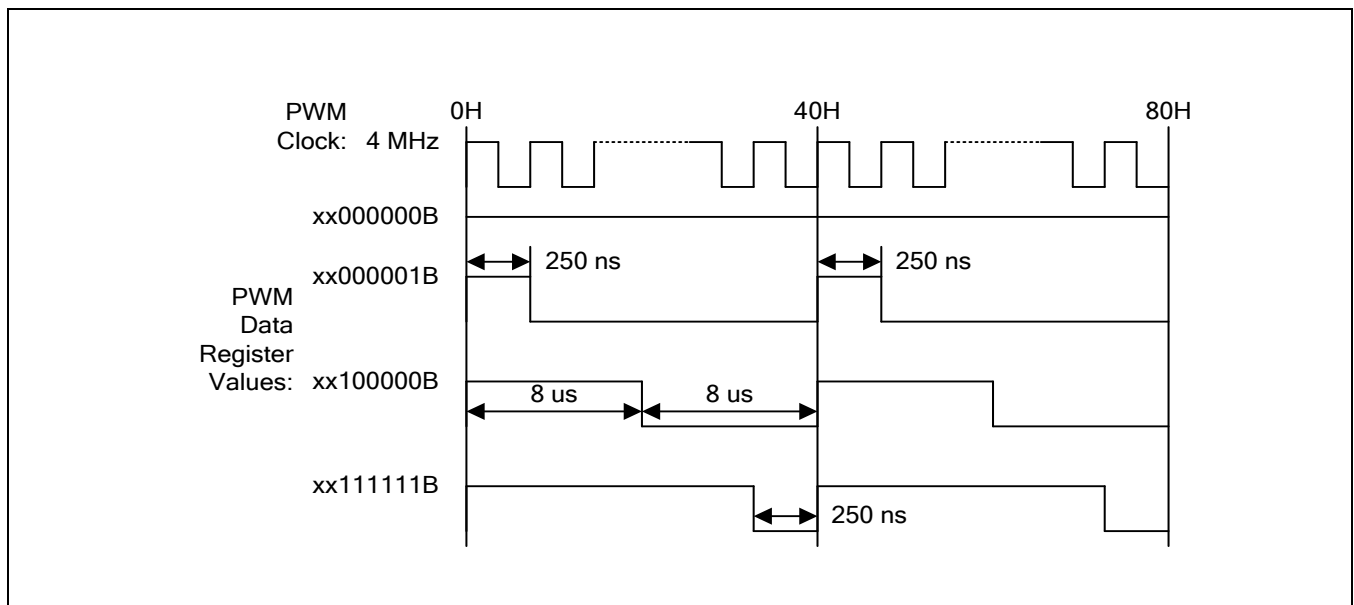 PWM
Clock: 4 MHz
0H
40H
80H
xx000000B
xx000001B
250 ns
250 ns
PWM
Data
Register
Values:
xx100000B
8 us
8 us
xx111111B
250 ns